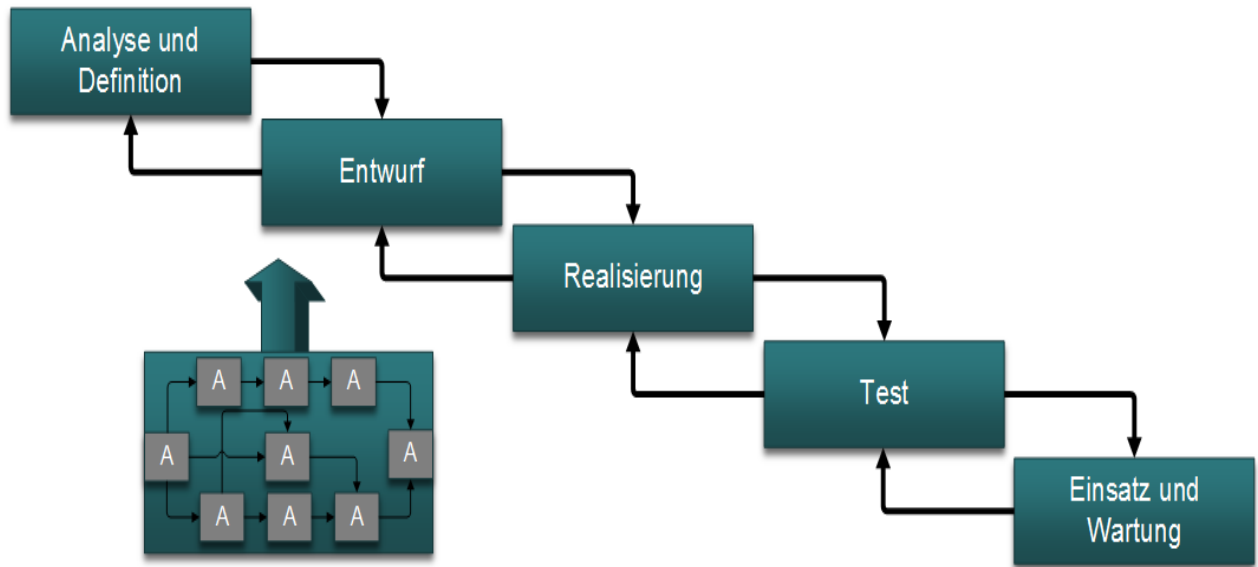 Analyse und
Definition
Entwurf
Realisierung
Test
Einsatz und
Wartung
A A A
A A A
A A A